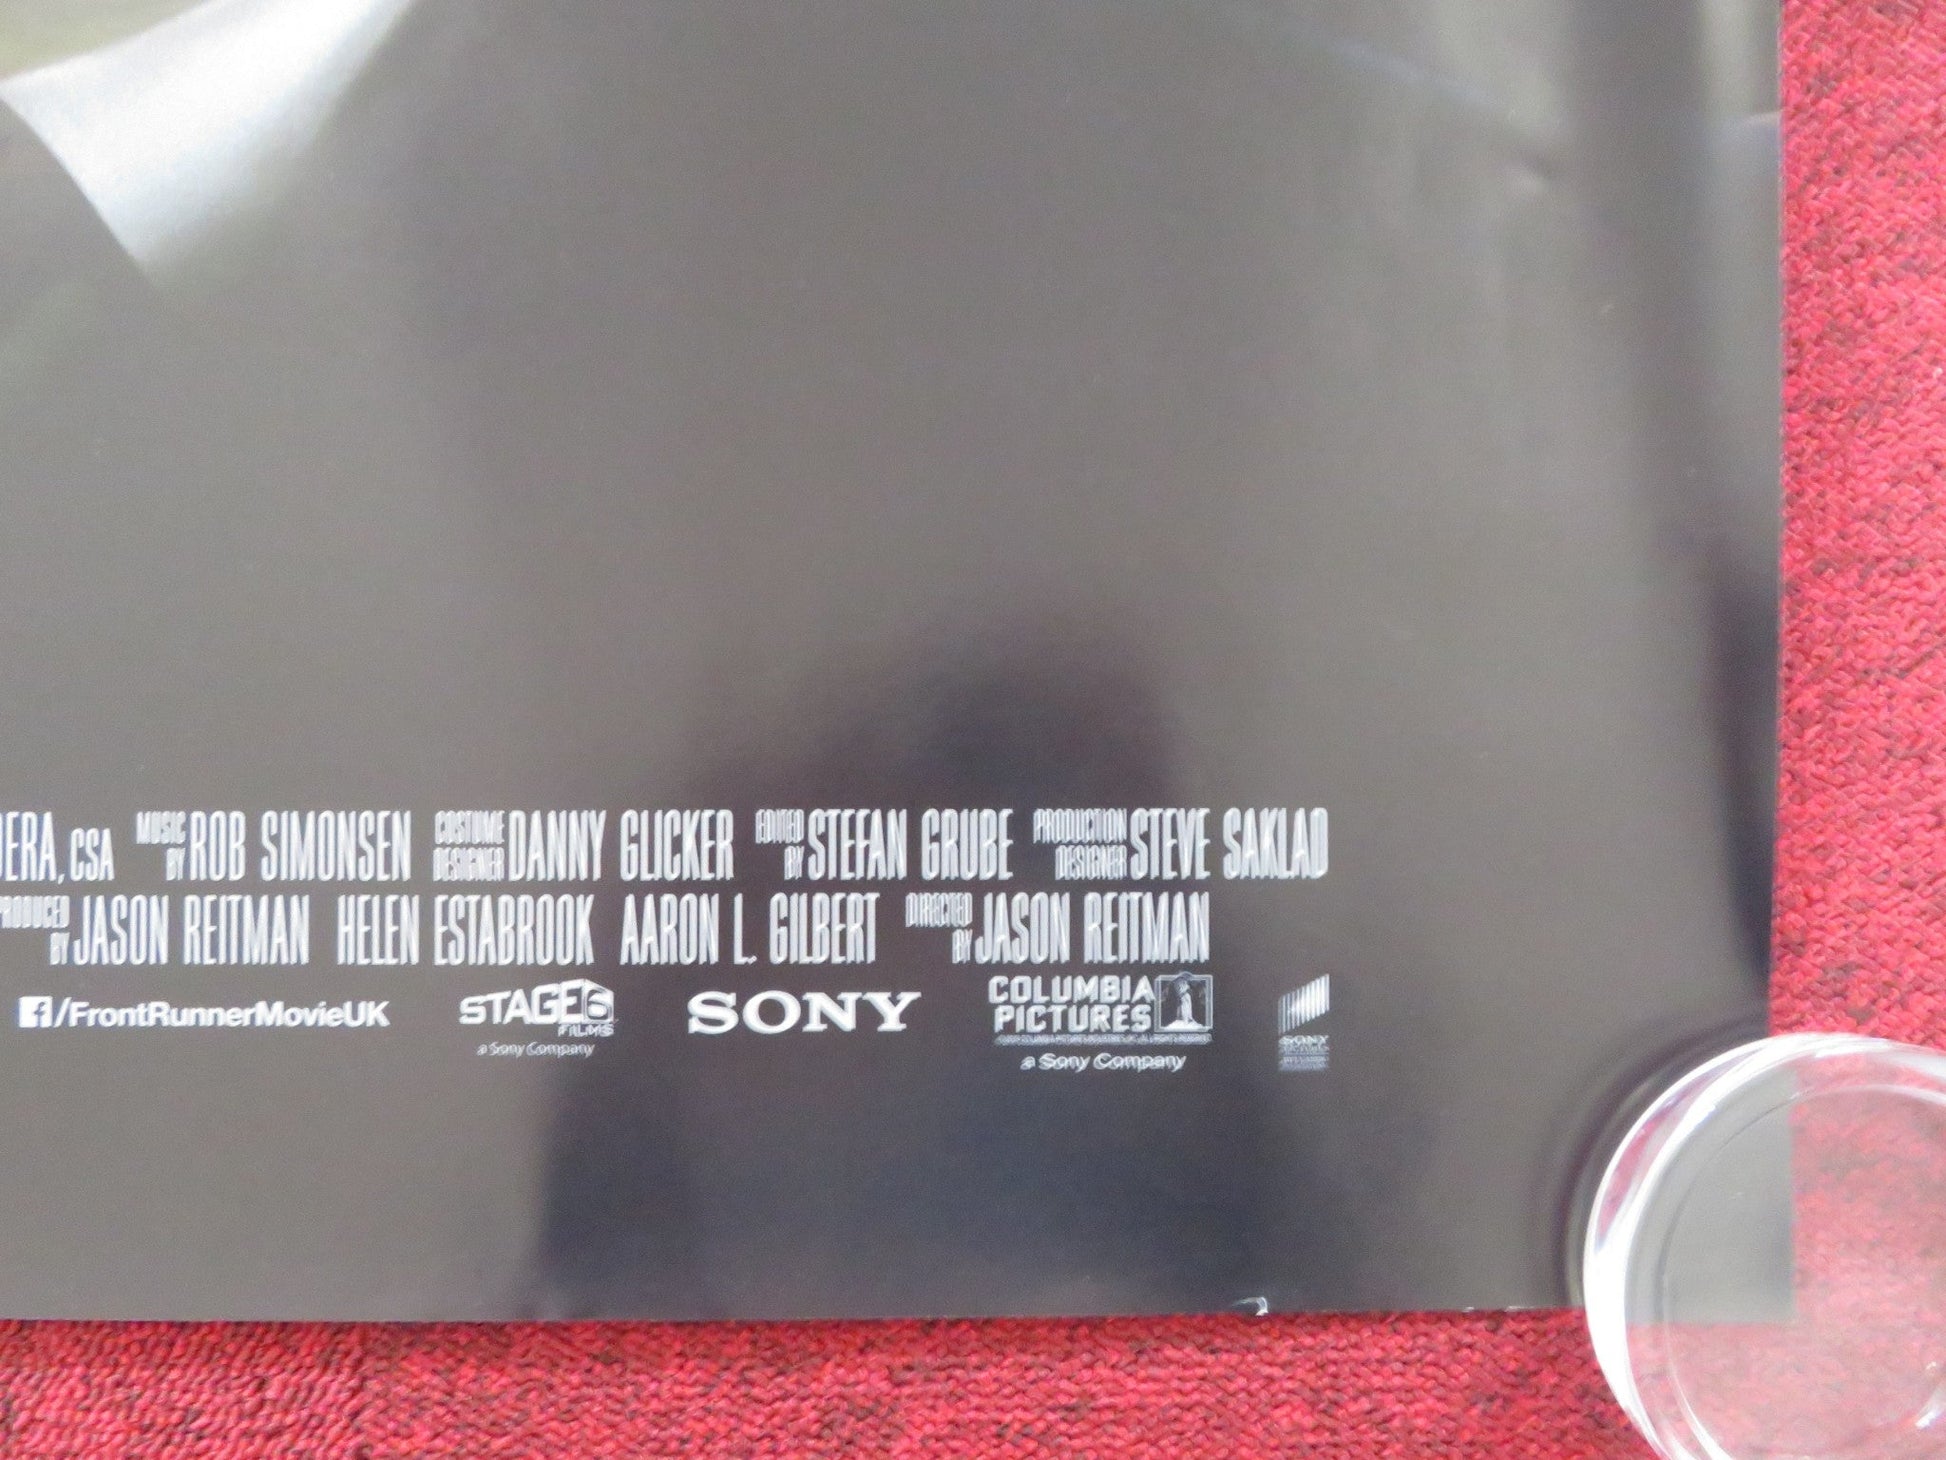 DERA, CSA MUSIC BY ROB SIMONSEN COSTUME DESIGNER DANNY GLICKER EDITED BY STEFAN GRUBE PRODUCTION DESIGNER STEVE SAKLAD
PRODUCED BY JASON REITMAN HELEN ESTABROOK AARON L. GILBERT DIRECTED BY JASON REITMAN
f/FrontRunnerMovieUK STAGE 6 FILMS a Sony Company SONY COLUMBIA PICTURES a Sony Company SONY